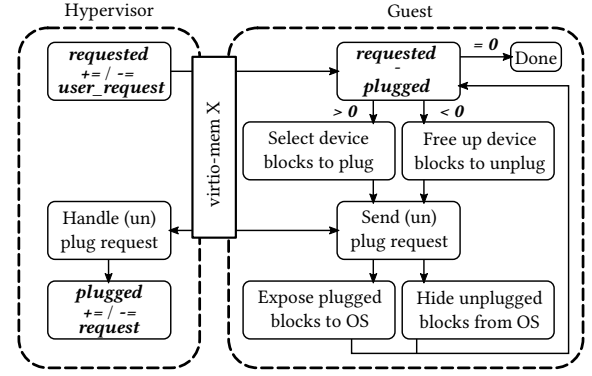 Hypervisor
Guest
requested
+= / -=
user_request
virtio-mem X
requested
-
plugged
= 0
Done
> 0
< 0
Select device
blocks to plug
Free up device
blocks to unplug
Handle (un)
plug request
Send (un)
plug request
plugged
+= / -=
request
Expose plugged
blocks to OS
Hide unplugged
blocks from OS